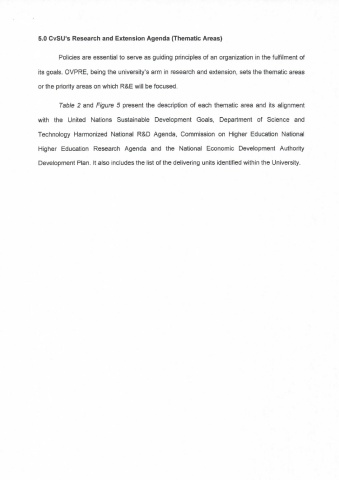 5.0 CvSU's Research and Extension Agenda (Thematic Areas)
Policies are essential to serve as guiding principles of an organization in the fulfilment of
its goals. OVPRE, being the university's arm in research and extension, sets the thematic areas
or the priority areas on which R&E will be focused.
Table 2 and Figure 5 present the description of each thematic area and its alignment
with the United Nations Sustainable Development Goals, Department of Science and
Technology Harmonized National R&D Agenda, Commission on Higher Education National
Higher Education Research Agenda and the National Economic Development Authority
Development Plan. It also includes the list of the delivering units identified within the University.